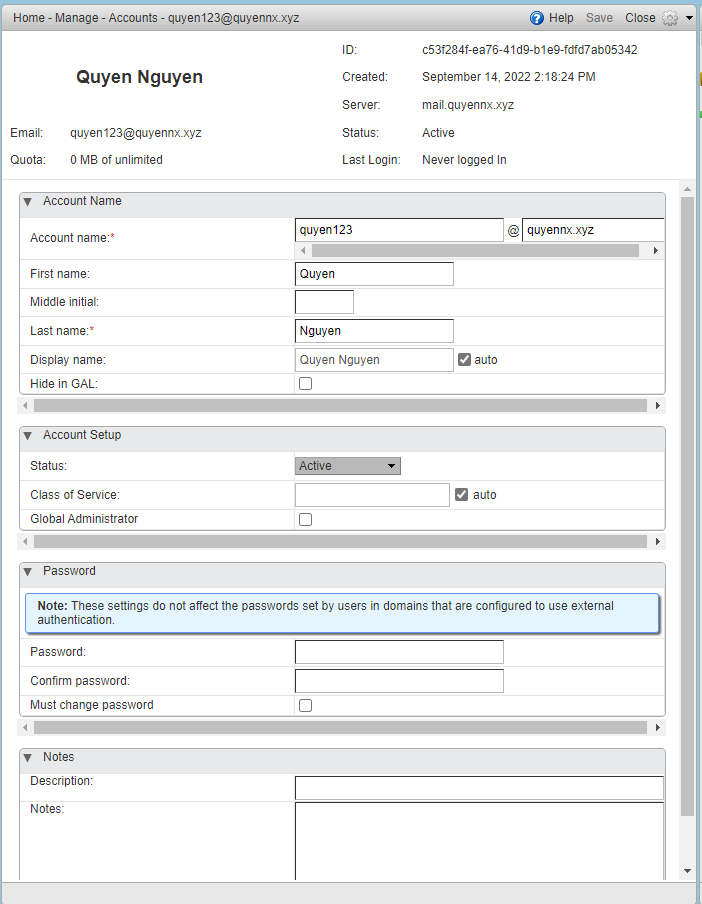 Home - Manage - Accounts - quyen123@quyennx.xyz Help Save Close
ID: c53f284f-ea76-41d9-b1e9-fdfd7ab05342
Quyen Nguyen
Created: September 14, 2022 2:18:24 PM
Server: mail.quyennx.xyz
Email: quyen123@quyennx.xyz Status: Active
Quota: 0 MB of unlimited Last Login: Never logged In
Account Name
Account name:* quyen123 @ quyennx.xyz
First name: Quyen
Middle initial:
Last name:* Nguyen
Display name: Quyen Nguyen auto
Hide in GAL:
Account Setup
Status: Active
Class of Service: auto
Global Administrator
Password
Note: These settings do not affect the passwords set by users in domains that are configured to use external
authentication.
Password:
Confirm password:
Must change password
Notes
Description:
Notes: